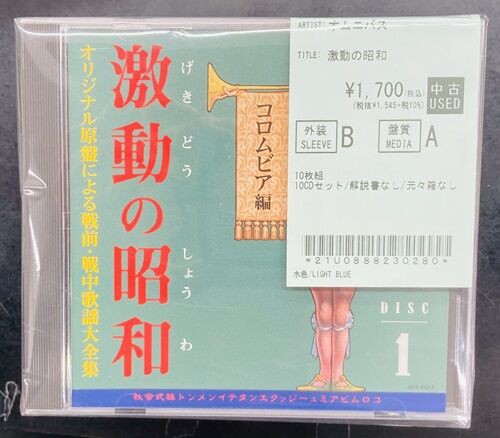 激動の昭和
げきどう しょうわ
オリジナル原盤による戦前・戦中歌謡大全集
コロムビア編
DISC
1
コロムビアミュージックエンタテインメント株式会社
ARTIST: オムニバス
TITLE: 激動の昭和
¥1,700(税込)
(税抜¥1,545+税10%)
中古
USED
外装
SLEEVE
B
盤質
MEDIA
A
10枚組
10CDセット/解説書なし/元々箱なし
*21U0888230280*
水色/LIGHT BLUE